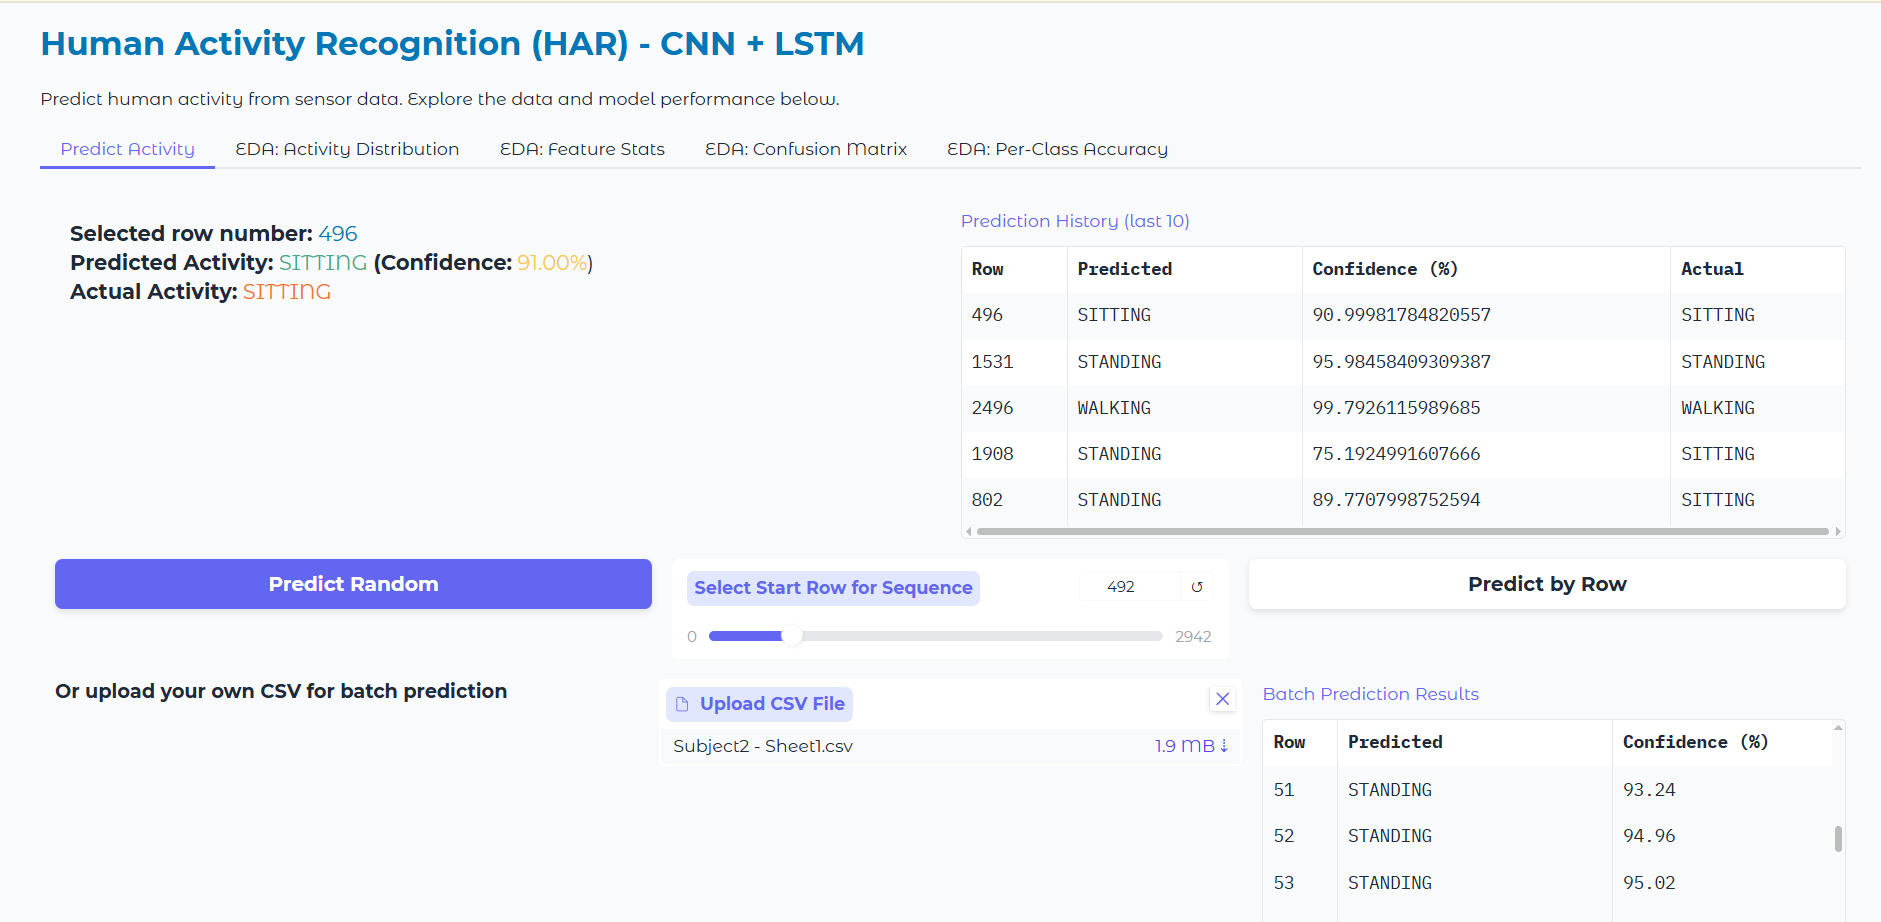 Human Activity Recognition (HAR) - CNN + LSTM
Predict human activity from sensor data. Explore the data and model performance below.
Predict Activity EDA: Activity Distribution EDA: Feature Stats EDA: Confusion Matrix EDA: Per-Class Accuracy
Selected row number: 496
Predicted Activity: SITTING (Confidence: 91.00%)
Actual Activity: SITTING
Prediction History (last 10)
Row Predicted Confidence (%) Actual
496 SITTING 90.99981784820557 SITTING
1531 STANDING 95.98458409309387 STANDING
2496 WALKING 99.7926115989685 WALKING
1908 STANDING 75.1924991607666 SITTING
802 STANDING 89.7707998752594 SITTING
Predict Random
Select Start Row for Sequence 492 ↺
0 2942
Predict by Row
Or upload your own CSV for batch prediction
Upload CSV File
Subject2 - Sheet1.csv 1.9 MB ⇣
Batch Prediction Results
Row Predicted Confidence (%)
51 STANDING 93.24
52 STANDING 94.96
53 STANDING 95.02